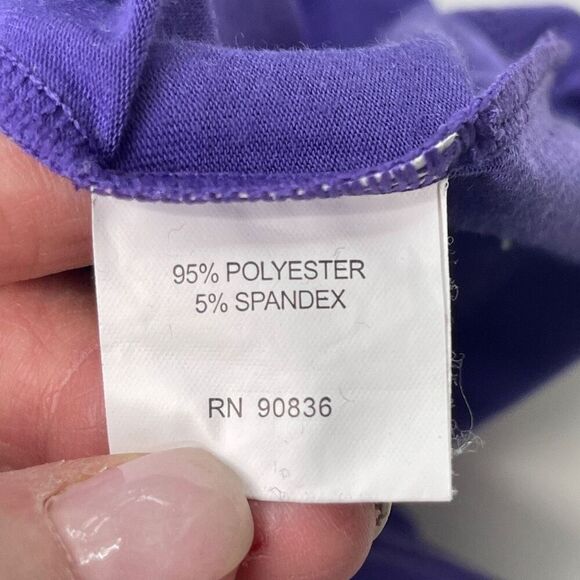 95% POLYESTER
5% SPANDEX
RN 90836